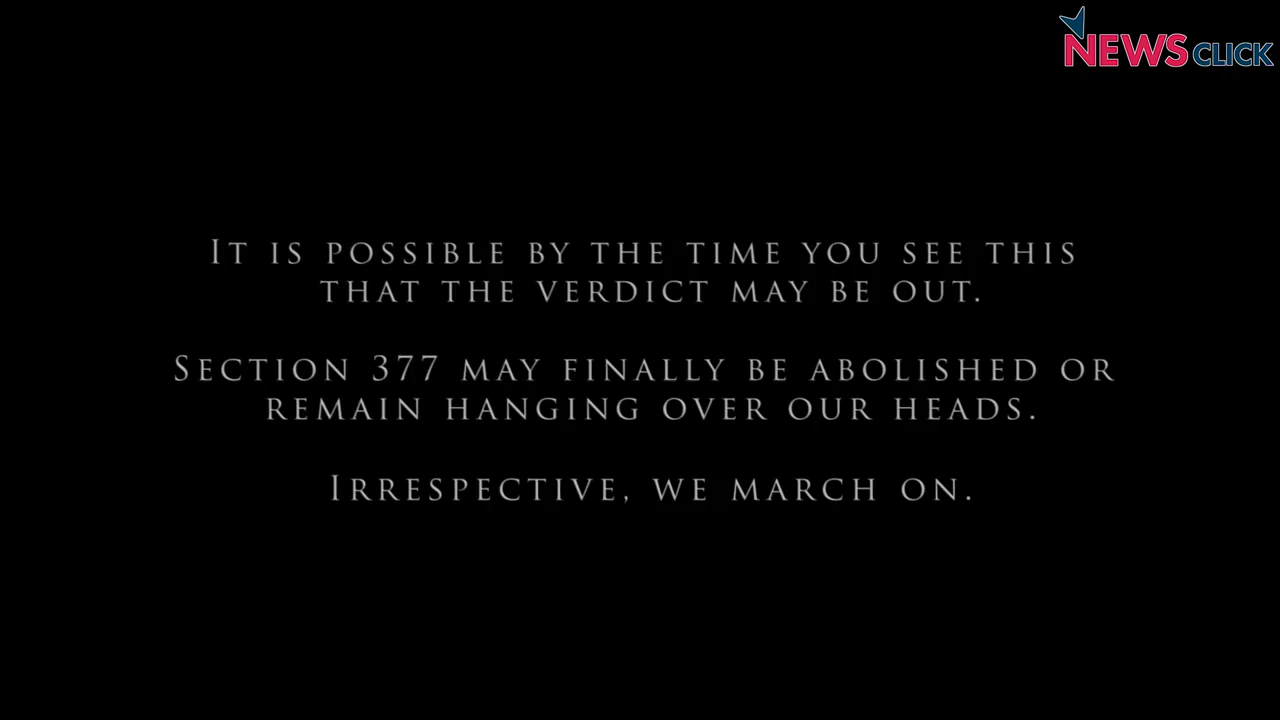 NEWSCLICK
It is possible by the time you see this
that the verdict may be out.
Section 377 may finally be abolished or
remain hanging over our heads.
Irrespective, we march on.